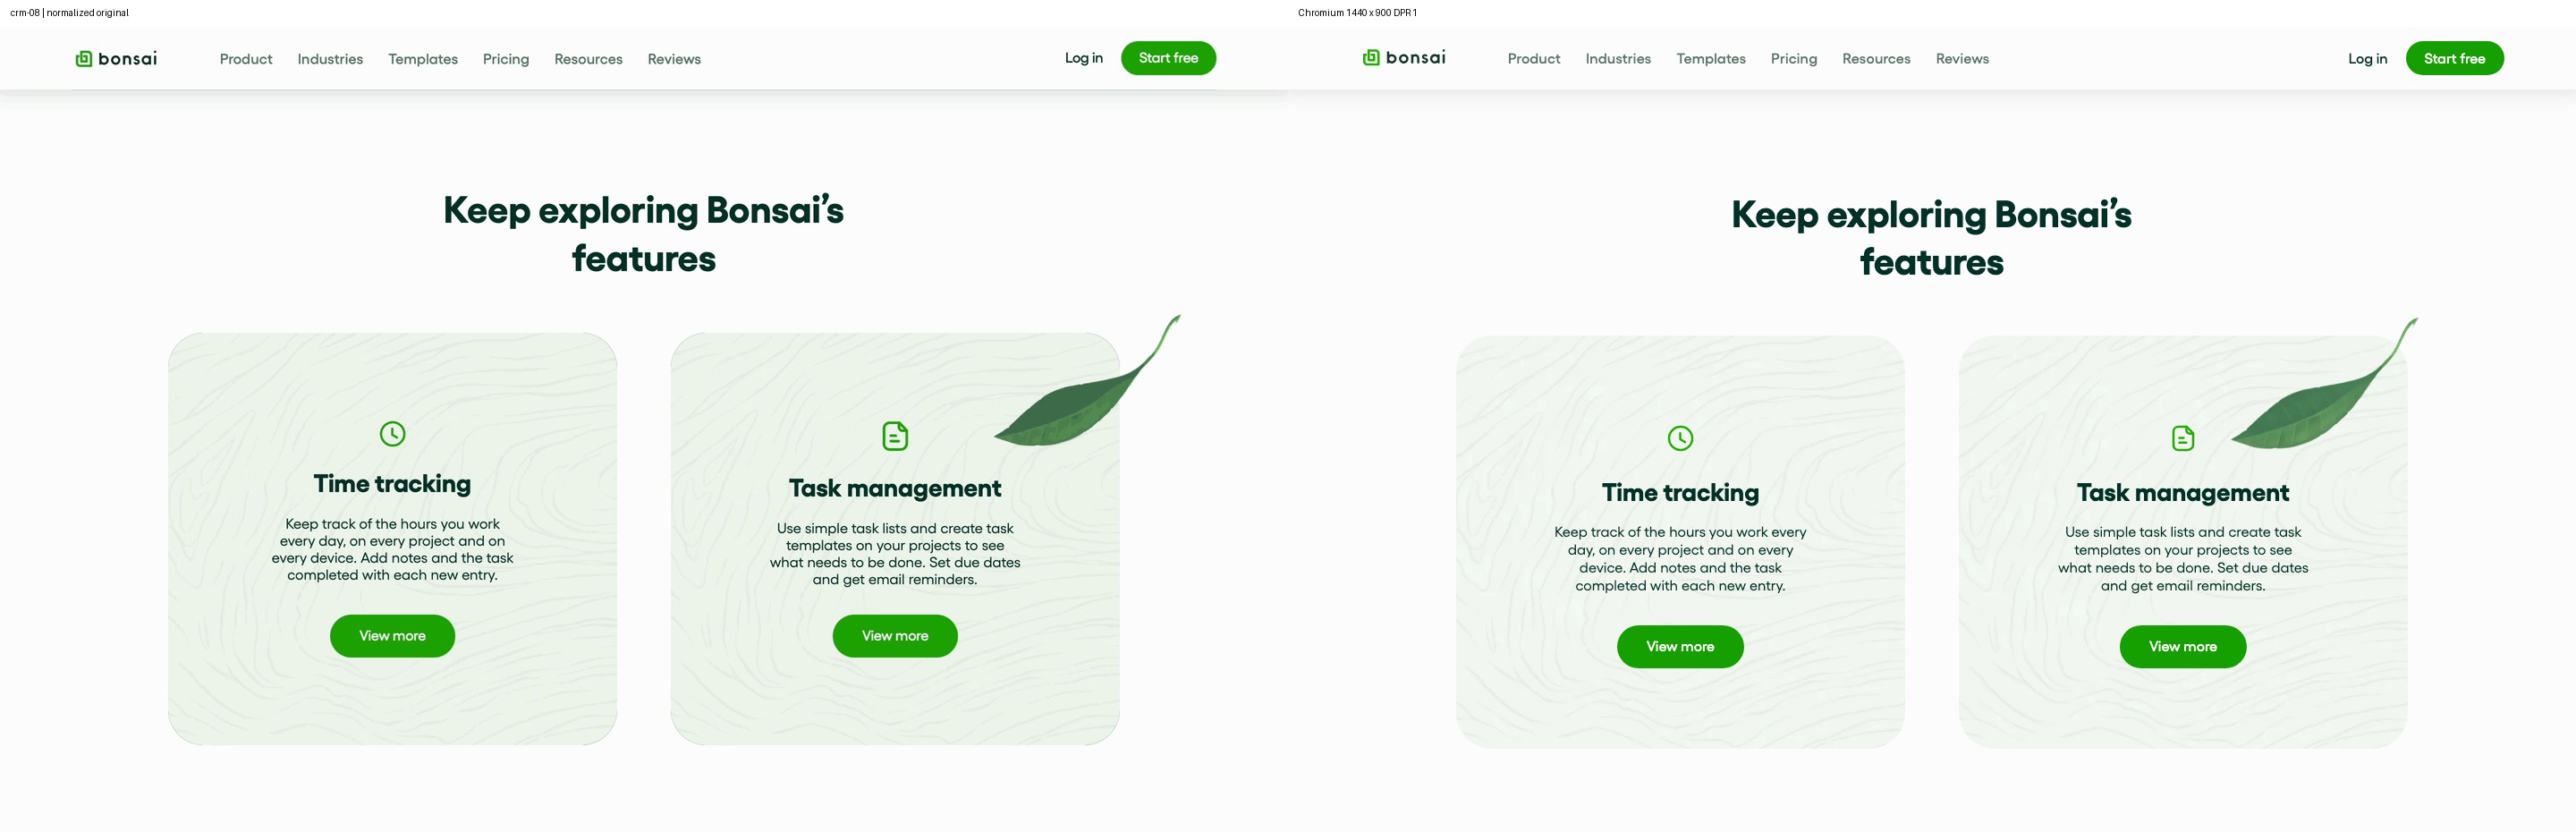 crm-08 | normalized original
bonsai Product Industries Templates Pricing Resources Reviews Log in Start free
Keep exploring Bonsai’s
features
Time tracking
Keep track of the hours you work
every day, on every project and on
every device. Add notes and the task
completed with each new entry.
View more
Task management
Use simple task lists and create task
templates on your projects to see
what needs to be done. Set due dates
and get email reminders.
View more
Chromium 1440 x 900 DPR 1
bonsai Product Industries Templates Pricing Resources Reviews Log in Start free
Keep exploring Bonsai’s
features
Time tracking
Keep track of the hours you work every
day, on every project and on every
device. Add notes and the task
completed with each new entry.
View more
Task management
Use simple task lists and create task
templates on your projects to see
what needs to be done. Set due dates
and get email reminders.
View more